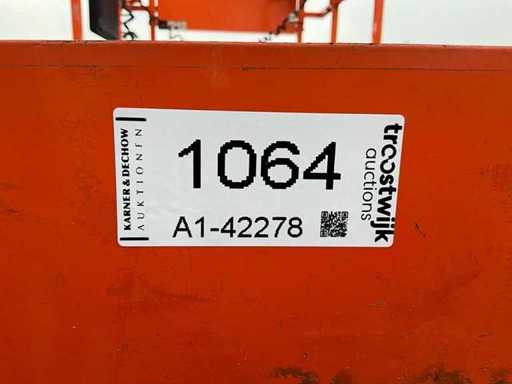 KARNER & DECHOW
AUKTIONEN
1064
A1-42278
troostwijk
auctions